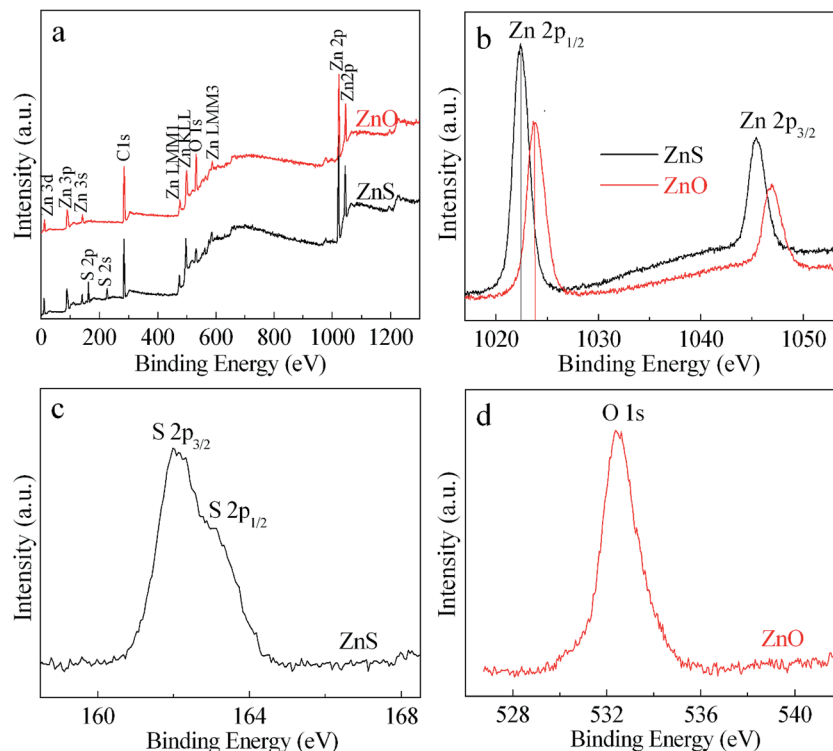 a
Intensity (a.u.)
Zn 3d
Zn 3p
Zn 3s
S 2p
S 2s
C1s
Zn LMM1
Zn KLL
O 1s
Zn LMM3
Zn 2p
Zn2p
ZnO
ZnS
0 200 400 600 800 1000 1200
Binding Energy (eV)
b
Intensity (a.u.)
Zn 2p1/2
Zn 2p3/2
ZnS
ZnO
1020 1030 1040 1050
Binding Energy (eV)
c
Intensity (a.u.)
S 2p3/2
S 2p1/2
ZnS
160 164 168
Binding Energy (eV)
d
Intensity (a.u.)
O 1s
ZnO
528 532 536 540
Binding Energy (eV)